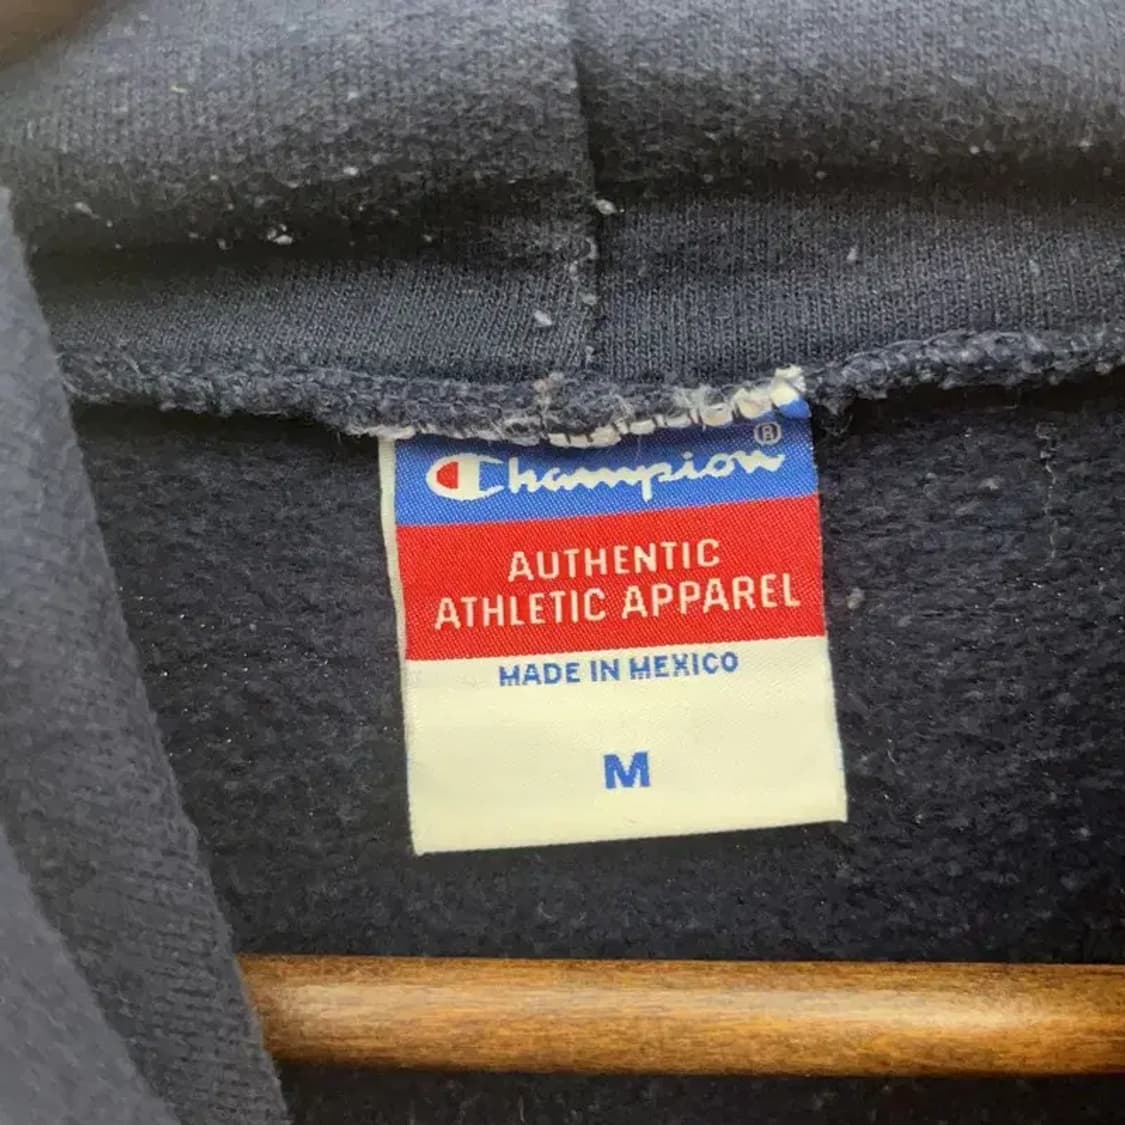 Champion®
AUTHENTIC
ATHLETIC APPAREL
MADE IN MEXICO
M